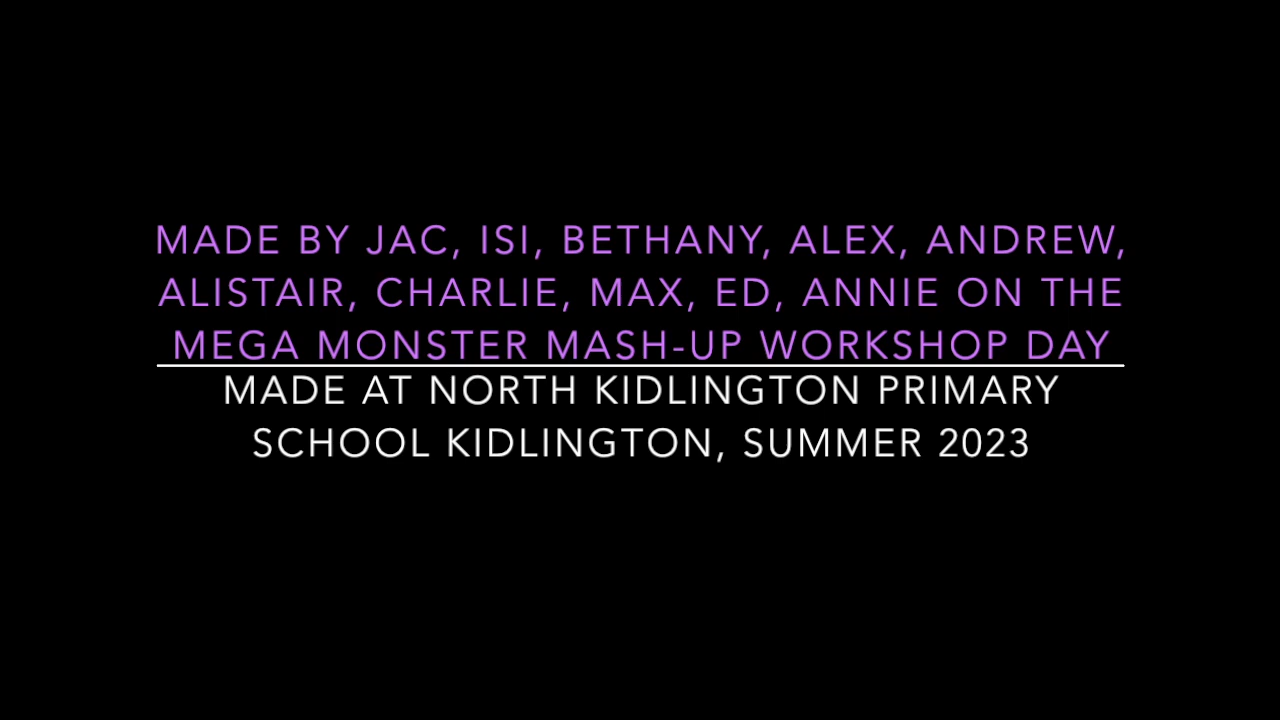 MADE BY JAC, ISI, BETHANY, ALEX, ANDREW,
ALISTAIR, CHARLIE, MAX, ED, ANNIE ON THE
MEGA MONSTER MASH-UP WORKSHOP DAY
MADE AT NORTH KIDLINGTON PRIMARY
SCHOOL KIDLINGTON, SUMMER 2023